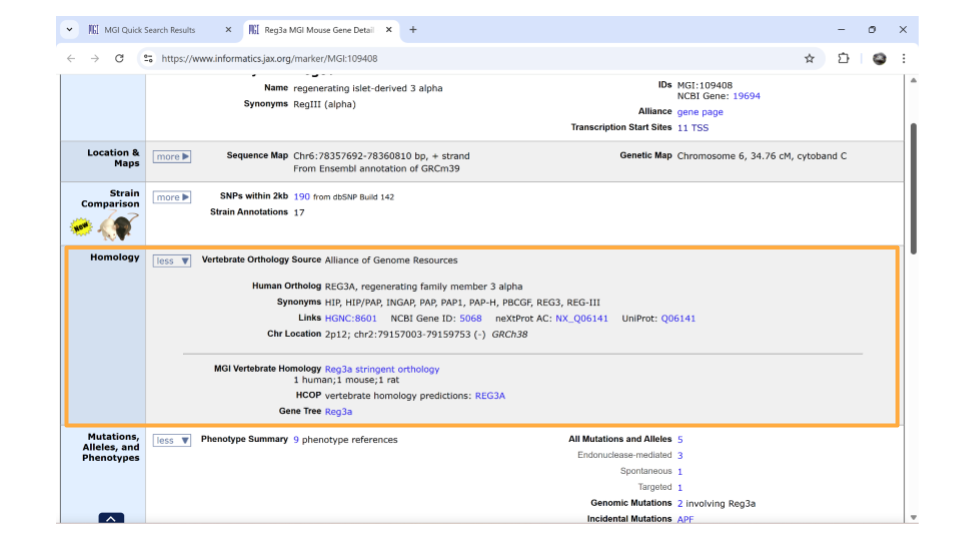 MGI Quick Search Results
Reg3a MGI Mouse Gene Detail
https://www.informatics.jax.org/marker/MGI:109408
Name regenerating islet-derived 3 alpha
Synonyms RegIII (alpha)
IDs MGI:109408
NCBI Gene: 19694
Alliance gene page
Transcription Start Sites 11 TSS
Location & Maps
more
Sequence Map Chr6:78357692-78360810 bp, + strand
From Ensembl annotation of GRCm39
Genetic Map Chromosome 6, 34.76 cM, cytoband C
Strain Comparison
New
more
SNPs within 2kb 190 from dbSNP Build 142
Strain Annotations 17
Homology
less
Vertebrate Orthology Source Alliance of Genome Resources
Human Ortholog REG3A, regenerating family member 3 alpha
Synonyms HIP, HIP/PAP, INGAP, PAP, PAP1, PAP-H, PBCGF, REG3, REG-III
Links HGNC:8601 NCBI Gene ID: 5068 neXtProt AC: NX_Q06141 UniProt: Q06141
Chr Location 2p12; chr2:79157003-79159753 (-) GRCh38
MGI Vertebrate Homology Reg3a stringent orthology
1 human;1 mouse;1 rat
HCOP vertebrate homology predictions: REG3A
Gene Tree Reg3a
Mutations, Alleles, and Phenotypes
less
Phenotype Summary 9 phenotype references
All Mutations and Alleles 5
Endonuclease-mediated 3
Spontaneous 1
Targeted 1
Genomic Mutations 2 involving Reg3a
Incidental Mutations APF